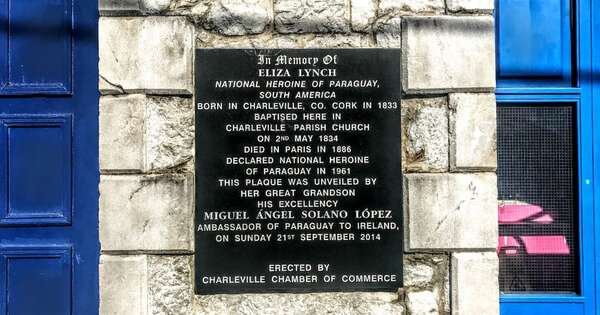 In Memory Of
ELIZA LYNCH
NATIONAL HEROINE OF PARAGUAY,
SOUTH AMERICA
BORN IN CHARLEVILLE, CO. CORK IN 1833
BAPTISED HERE IN
CHARLEVILLE PARISH CHURCH
ON 2ND MAY 1834
DIED IN PARIS IN 1886
DECLARED NATIONAL HEROINE
OF PARAGUAY IN 1961
THIS PLAQUE WAS UNVEILED BY
HER GREAT GRANDSON
HIS EXCELLENCY
MIGUEL ÁNGEL SOLANO LÓPEZ
AMBASSADOR OF PARAGUAY TO IRELAND,
ON SUNDAY 21ST SEPTEMBER 2014
ERECTED BY
CHARLEVILLE CHAMBER OF COMMERCE